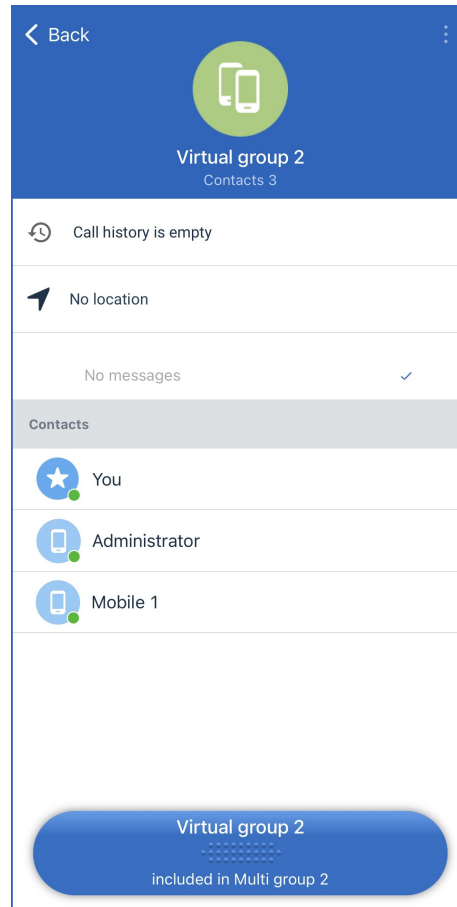 Back
Virtual group 2
Contacts 3
Call history is empty
No location
No messages
Contacts
You
Administrator
Mobile 1
Virtual group 2
included in Multi group 2